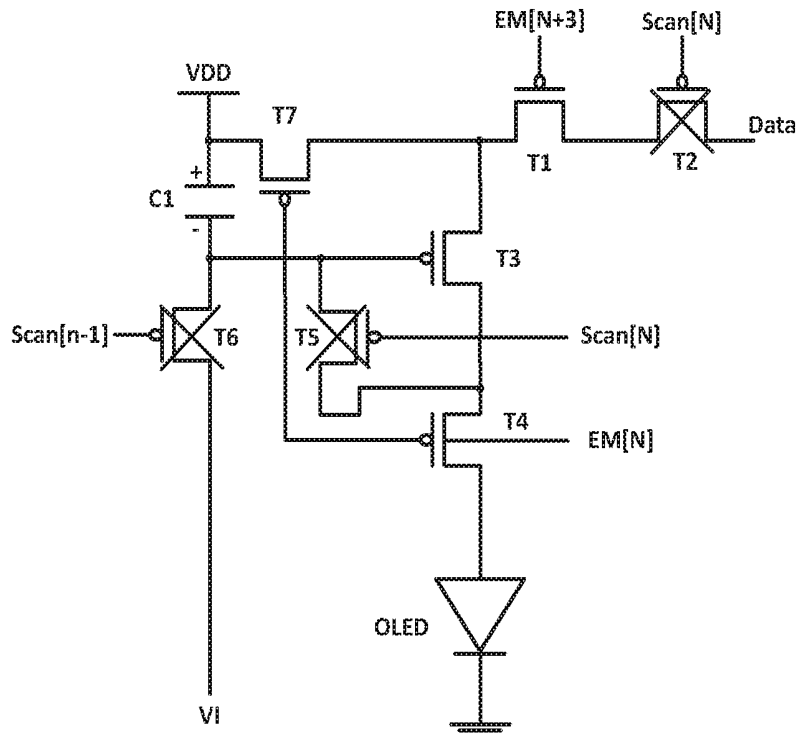 EM[N+3]
Scan[N]
VDD
T7
Data
T1
T2
+
C1
-
T3
Scan[n-1]
T6
T5
Scan[N]
T4
EM[N]
OLED
VI